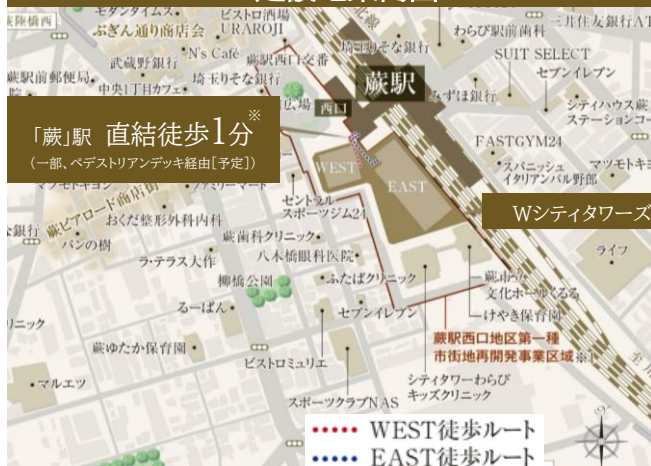 モダンタイムス・
ビストロ酒場
URAROJI
ぶぎん通り商店会
武蔵野銀行
・N's Café
蕨駅西口交番
埼玉りそな銀行
わらび駅前歯科
三井住友銀行AT
SUIT SELECT
セブンイレブン
蕨駅前郵便局・
中央1丁目カフェ・
埼玉りそな銀行
広場
西口
蕨駅
みずほ銀行
シティハウス蕨
ステーションコー
「蕨」駅 直結徒歩1分※
(一部、ペデストリアンデッキ経由[予定])
WEST
EAST
FASTGYM24
・スパニッシュ
イタリアンバル野郎
マツモトキヨ
マツモトキヨシ
・ファミリーマート
セントラル
スポーツジム24
Wシティタワーズ
蕨ピアロード商店街
な銀行
パンの樹
おくだ整形外科内科
蕨歯科クリニック・
ラ・テラス大作
八木橋眼科医院・
柳橋公園
・ふたばクリニック
蕨市立
文化ホールくるる
けやき保育園
ライフ
るーぱん・
セブンイレブン
リニック
蕨ゆたか保育園・
蕨駅西口地区第一種
市街地再開発事業区域※
ビストロミュリエ
・マルエツ
シティタワーわらび
キッズクリニック
スポーツクラブNAS
WEST徒歩ルート
EAST徒歩ルート